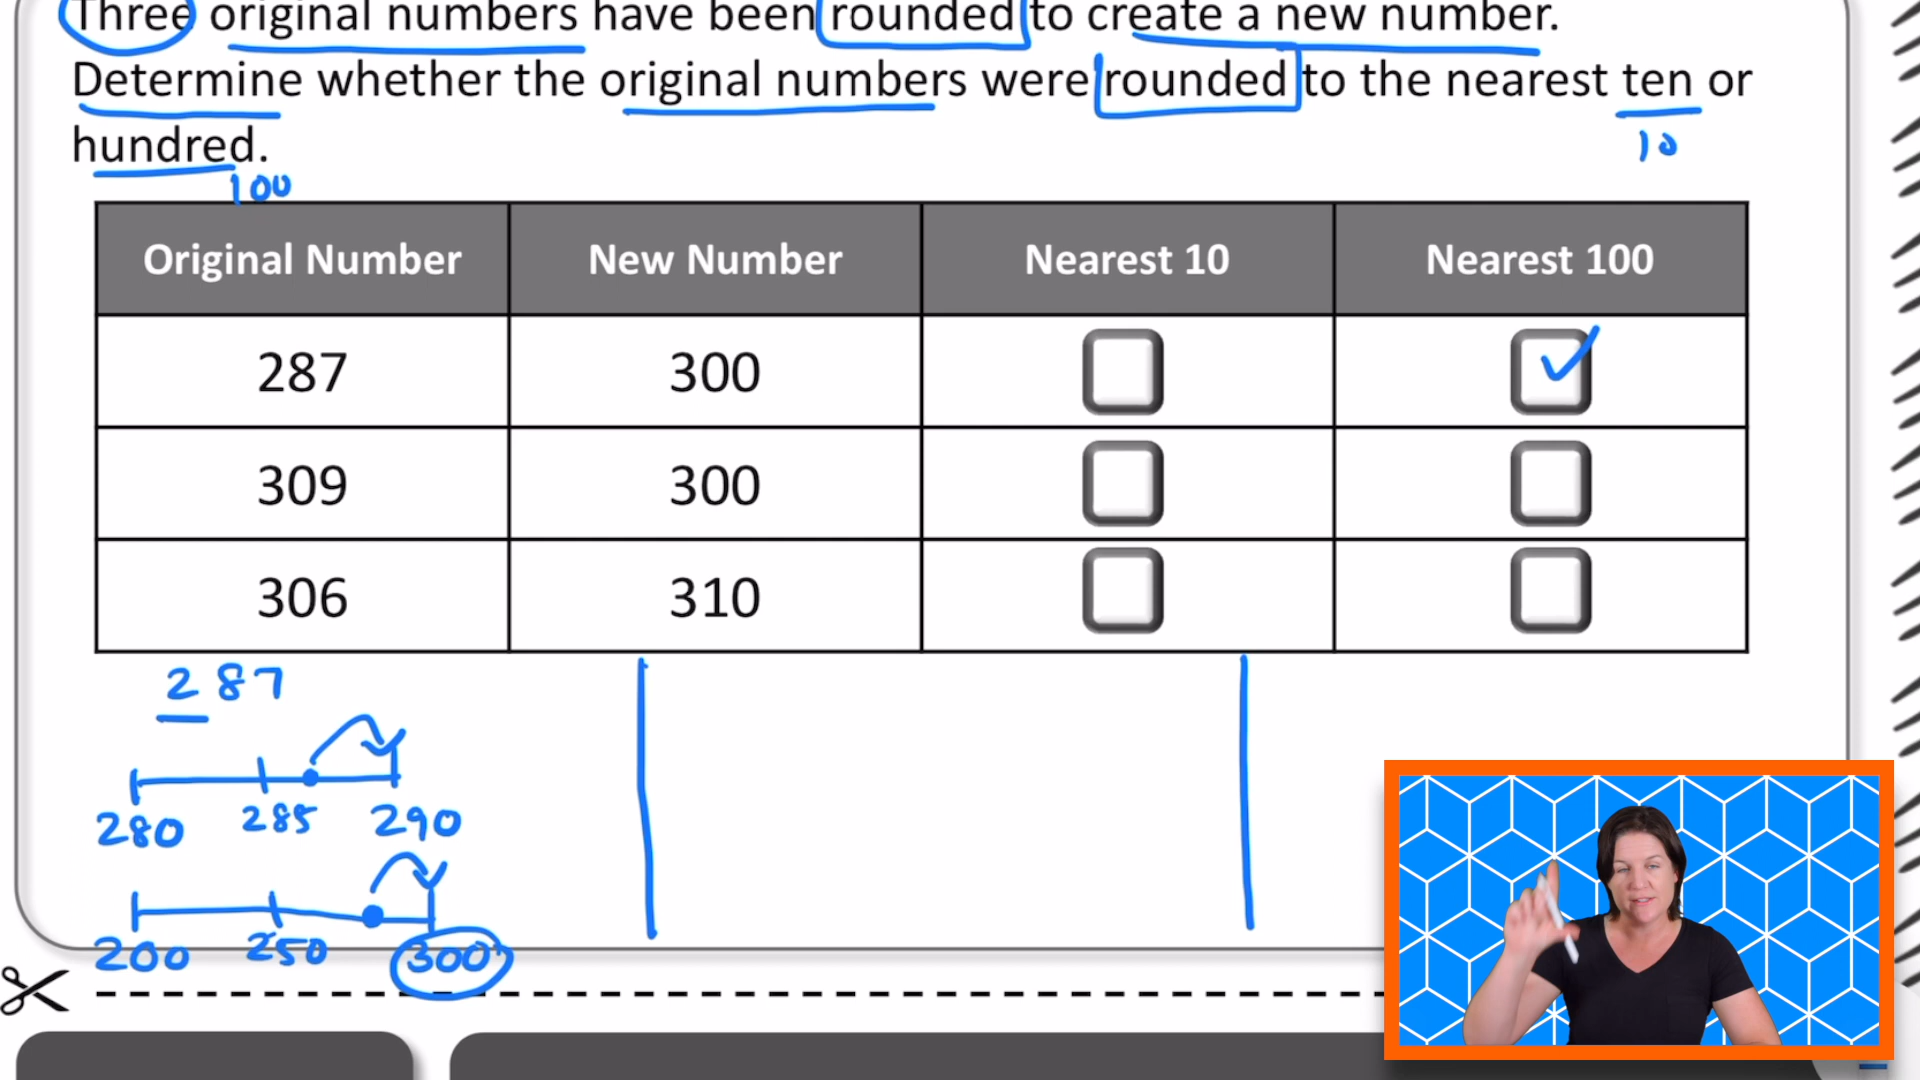 Three original numbers have been rounded to create a new number.
Determine whether the original numbers were rounded to the nearest ten or
10
hundred.
100
Original Number New Number Nearest 10 Nearest 100
287 300
309 300
306 310
287
280 285 290
200 250 300